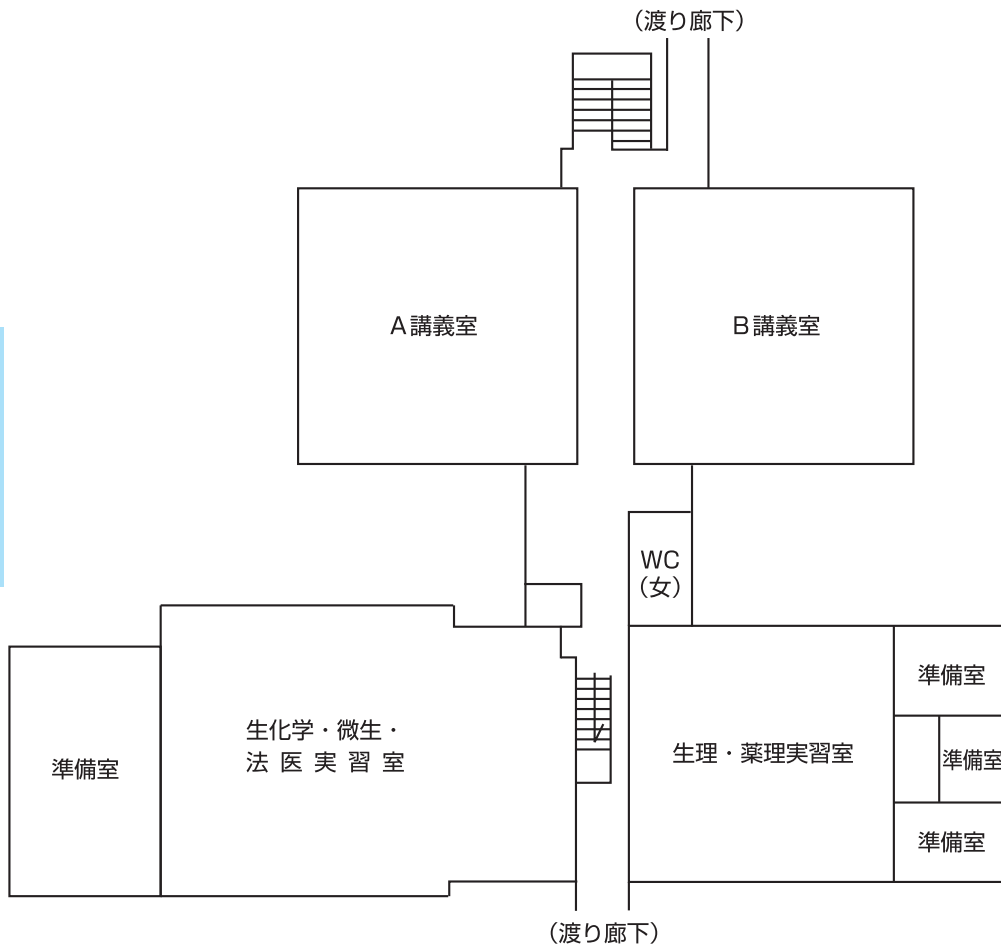 （渡り廊下）
A講義室
B講義室
WC
（女）
準備室
生化学・微生・
法医実習室
準備室
生理・薬理実習室
準備室
準備室
（渡り廊下）